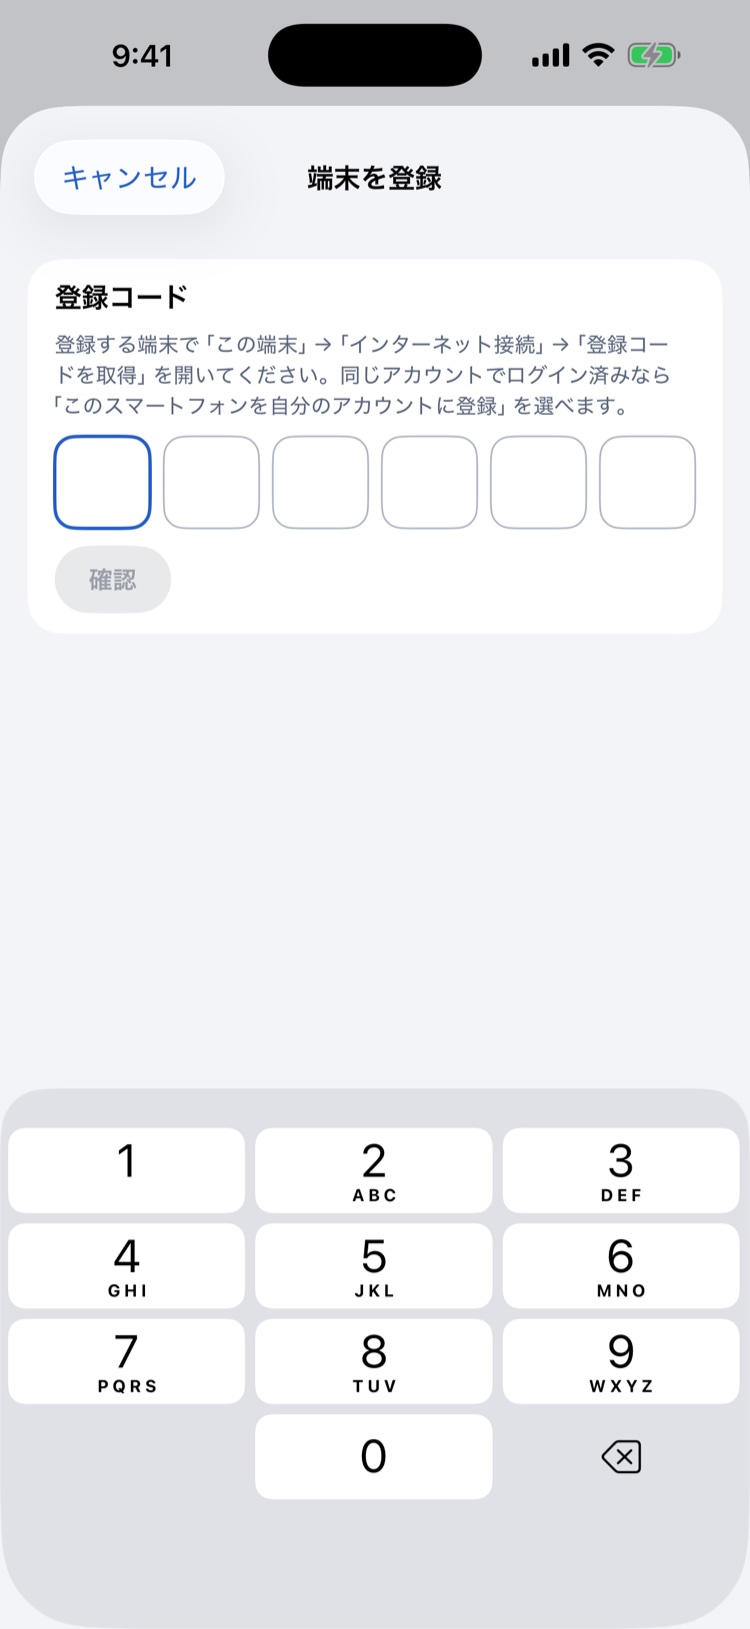 9:41
キャンセル
端末を登録
登録コード
登録する端末で「この端末」→「インターネット接続」→「登録コー
ドを取得」を開いてください。同じアカウントでログイン済みなら
「このスマートフォンを自分のアカウントに登録」を選べます。
確認
1
2
ABC
3
DEF
4
GHI
5
JKL
6
MNO
7
PQRS
8
TUV
9
WXYZ
0